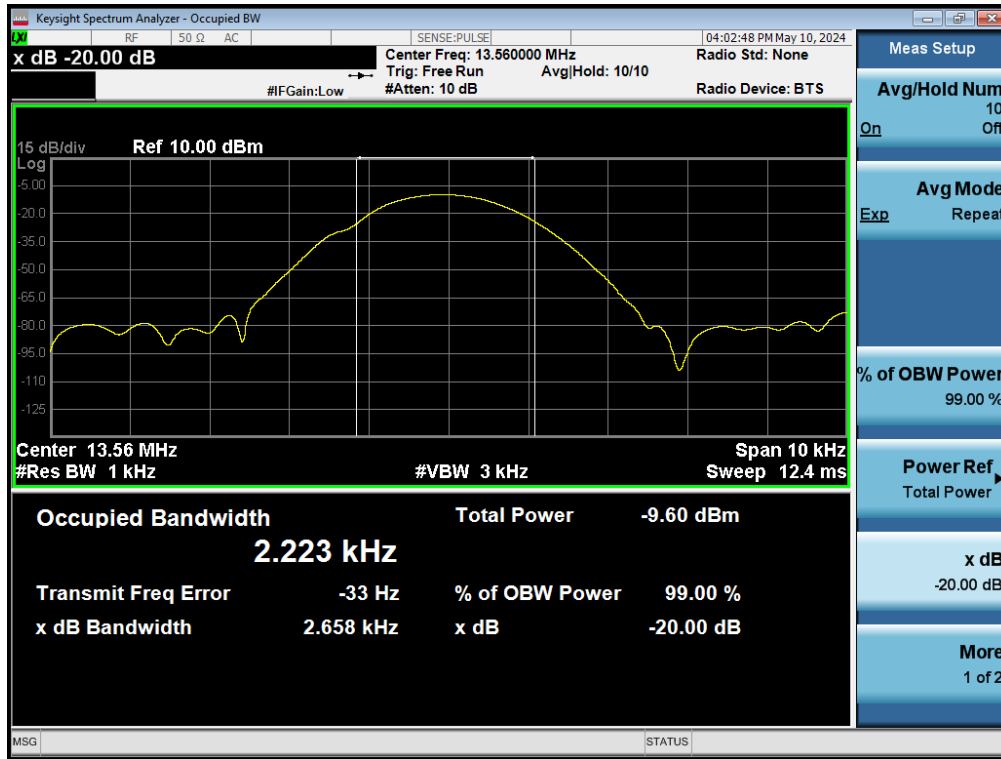 Keysight Spectrum Analyzer - Occupied BW
LXI RF 50 Ω AC SENSE:PULSE 04:02:48 PM May 10, 2024
x dB -20.00 dB
Center Freq: 13.560000 MHz Radio Std: None
Trig: Free Run Avg|Hold: 10/10
#IFGain:Low #Atten: 10 dB Radio Device: BTS
15 dB/div Ref 10.00 dBm
Log
-5.00
-20.0
-35.0
-50.0
-65.0
-80.0
-95.0
-110
-125
Center 13.56 MHz Span 10 kHz
#Res BW 1 kHz #VBW 3 kHz Sweep 12.4 ms
Occupied Bandwidth Total Power -9.60 dBm
2.223 kHz
Transmit Freq Error -33 Hz % of OBW Power 99.00 %
x dB Bandwidth 2.658 kHz x dB -20.00 dB
MSG STATUS
Meas Setup
Avg/Hold Num
10
On Off
Avg Mode
Exp Repeat
% of OBW Power
99.00 %
Power Ref
Total Power
x dB
-20.00 dB
More
1 of 2